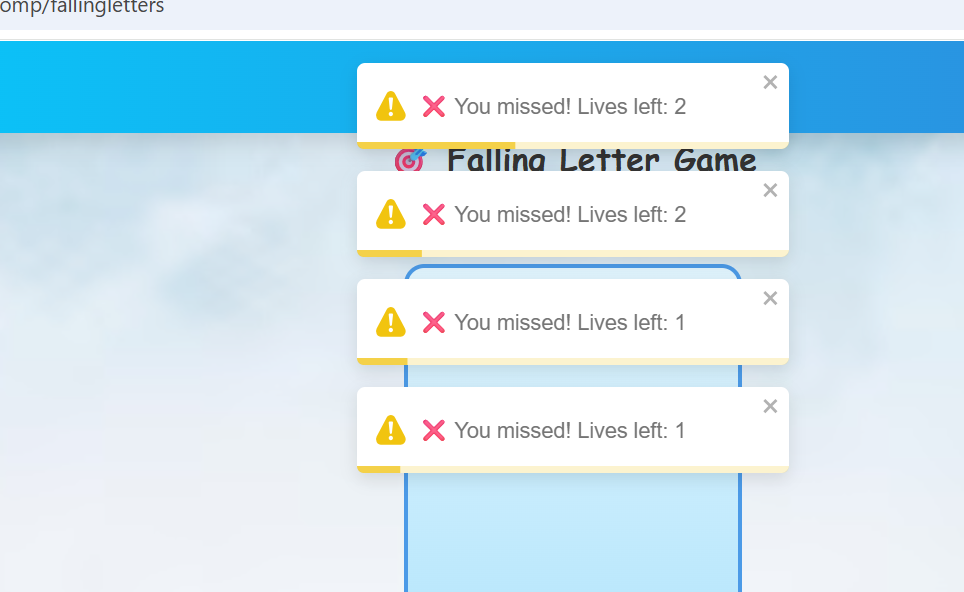 omp/fallingletters
❌ You missed! Lives left: 2
🎯 Falling Letter Game
❌ You missed! Lives left: 2
❌ You missed! Lives left: 1
❌ You missed! Lives left: 1